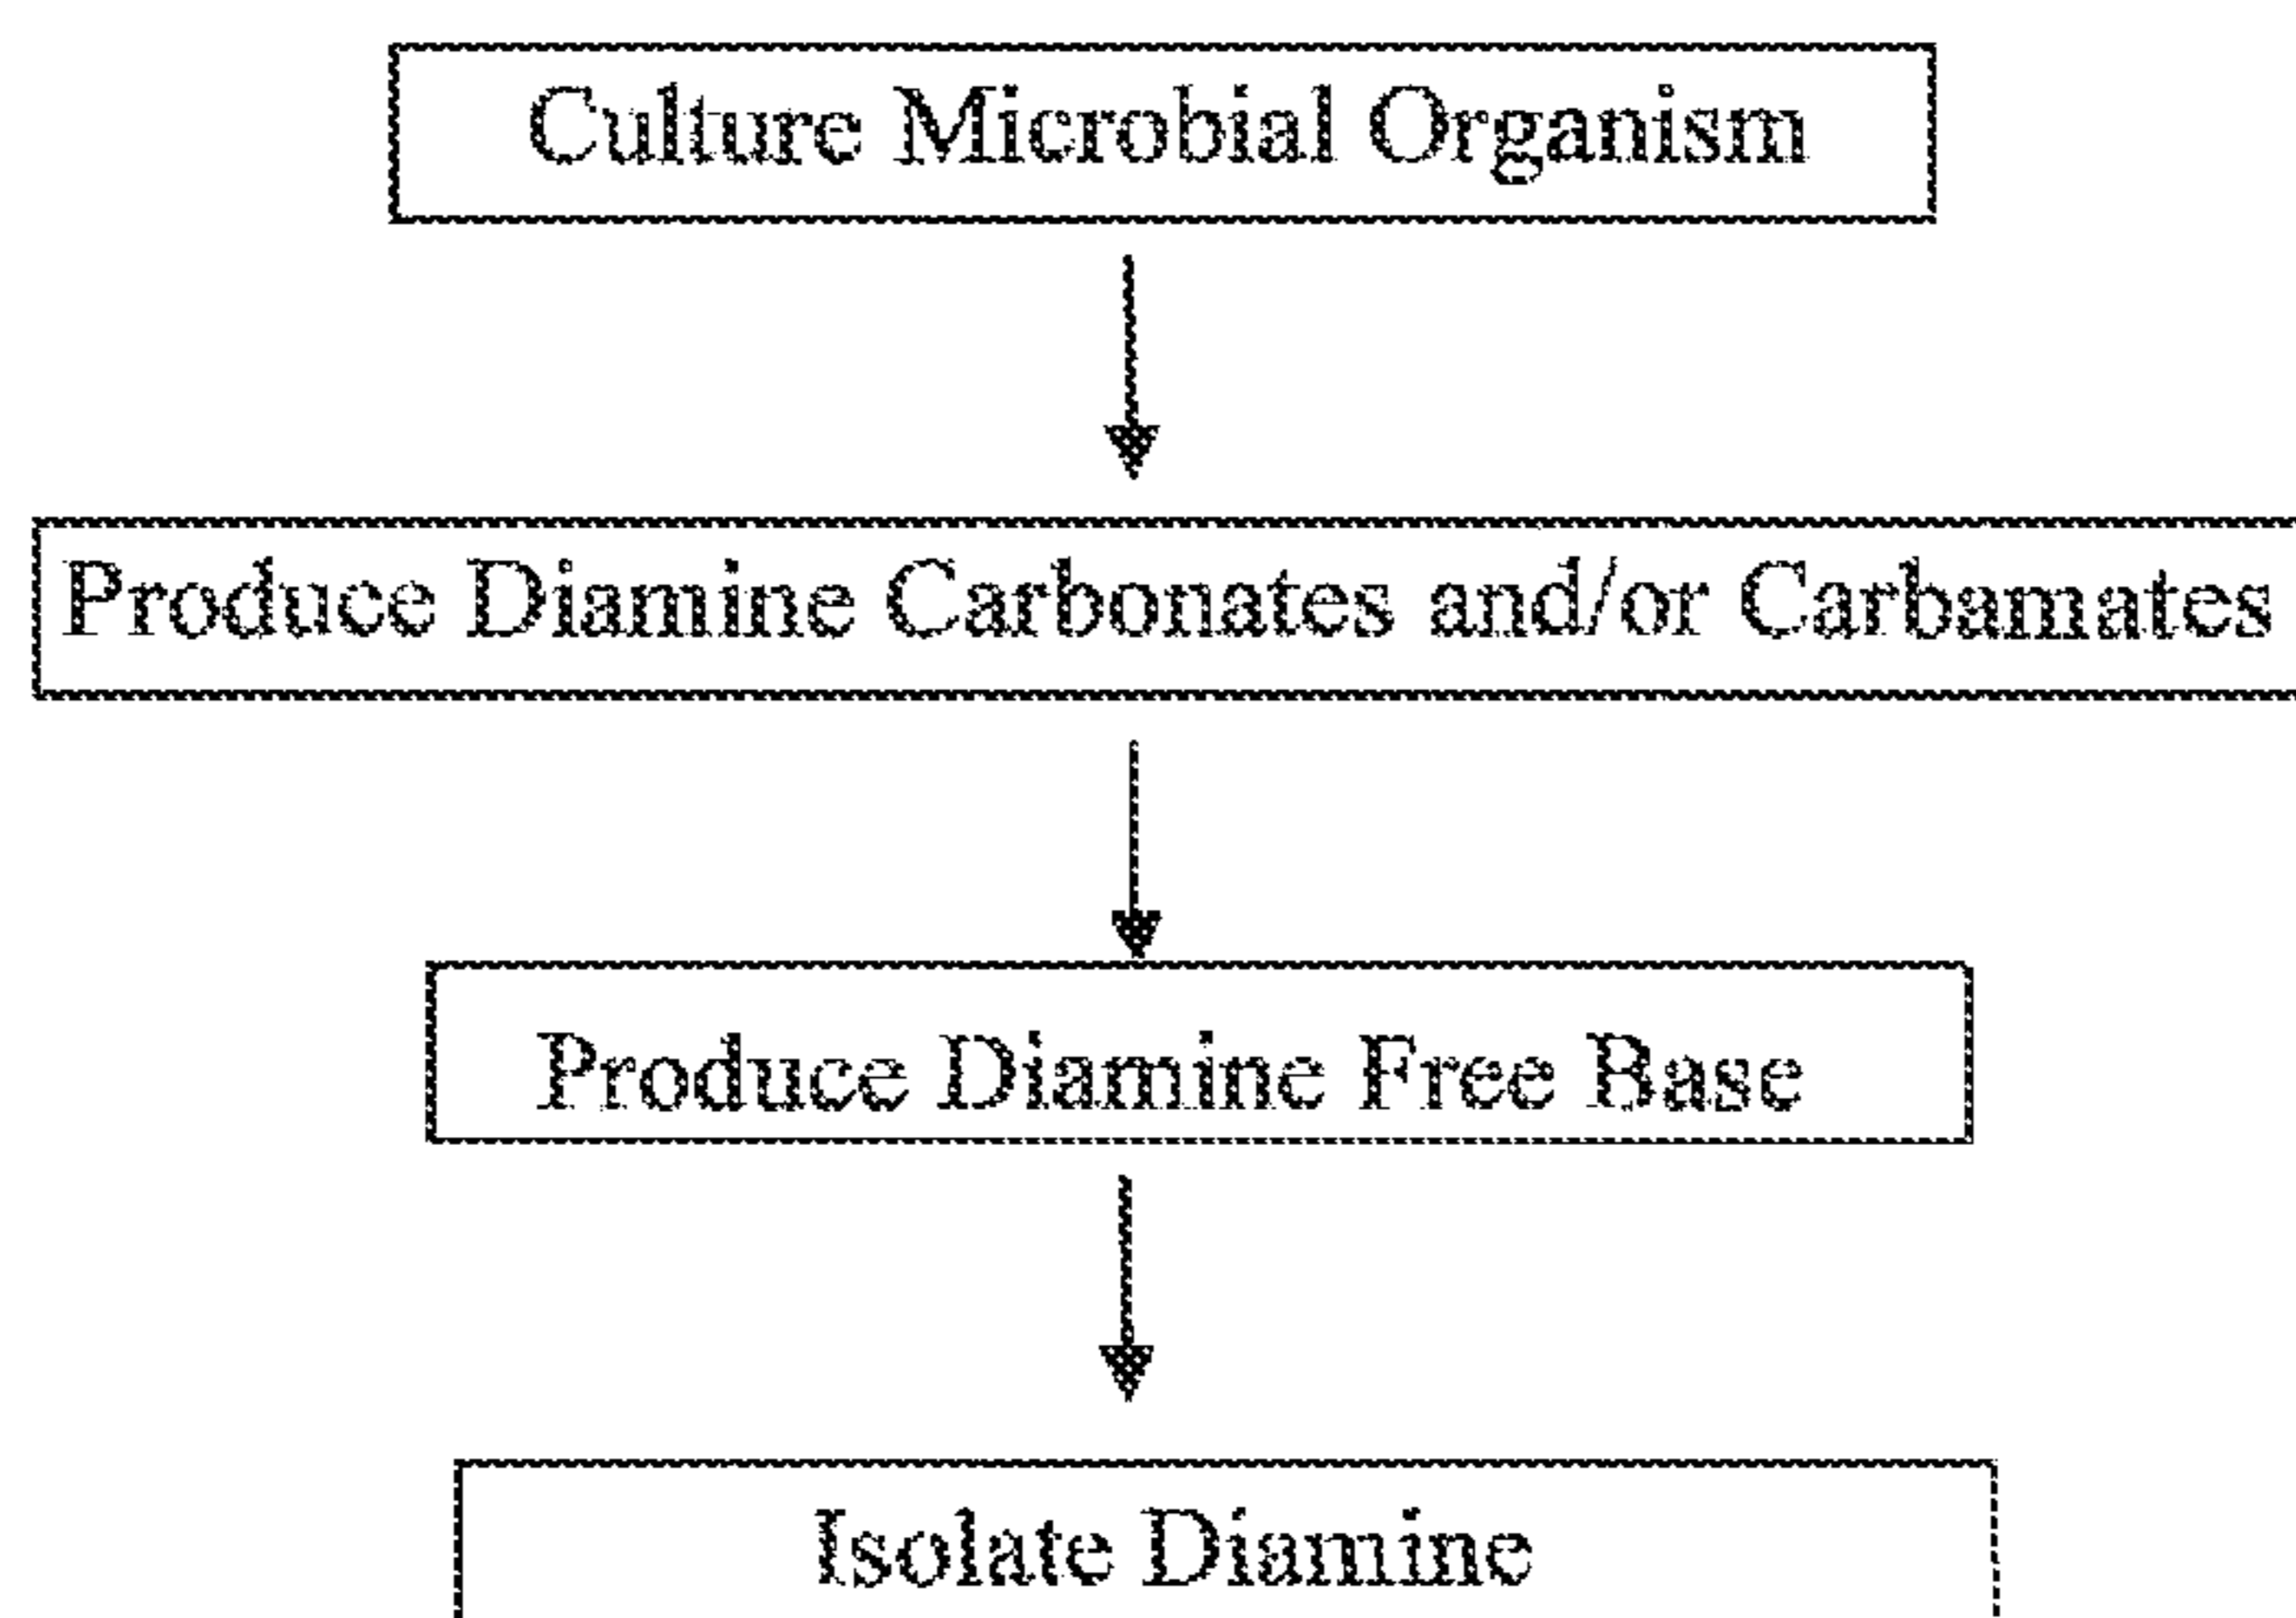 Culture Microbial Organism
Produce Diamine Carbonates and/or Carbamates
Produce Diamine Free Base
Isolate Diamine